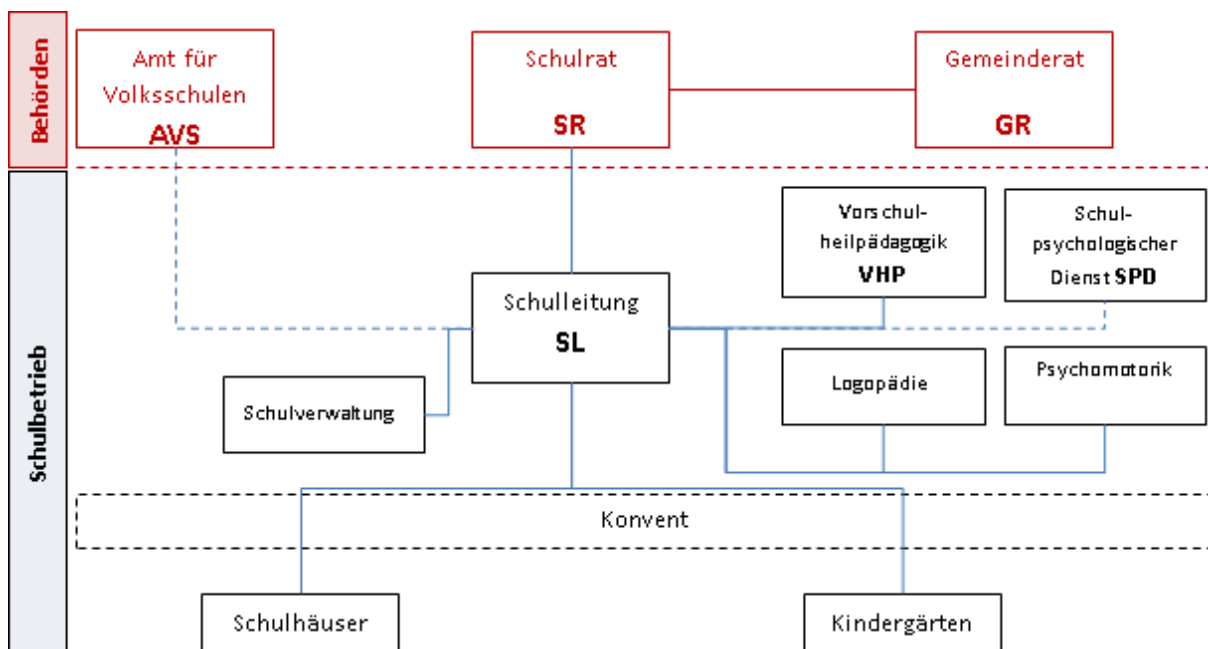 Behörden
Amt für
Volksschulen
AVS
Schulrat
SR
Gemeinderat
GR
Schulbetrieb
Vorschul-
heilpädagogik
VHP
Schul-
psychologischer
Dienst SPD
Schulleitung
SL
Schulverwaltung
Logopädie
Psychomotorik
Konvent
Schulhäuser
Kindergärten